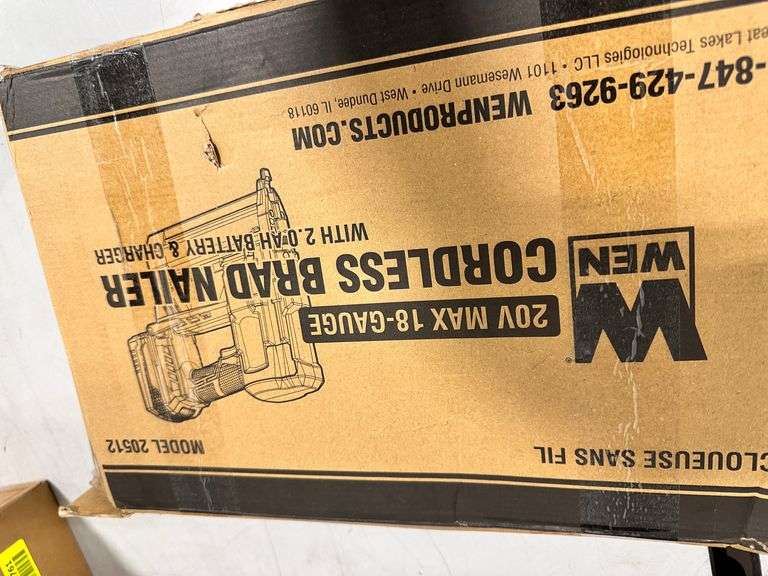 CLOUEUSE SANS FIL
MODEL 20512
WEN
20V MAX 18-GAUGE
CORDLESS BRAD NAILER
WITH 2.0 AH BATTERY & CHARGER
-847-429-9263 WENPRODUCTS.COM
eat Lakes Technologies LLC • 1101 Wesemann Drive • West Dundee, IL 60118